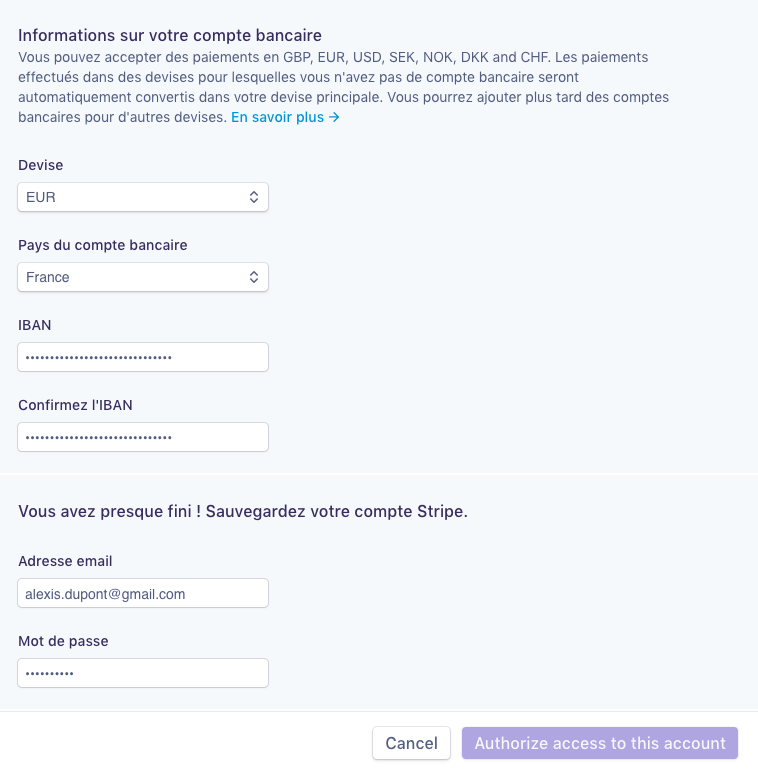 Informations sur votre compte bancaire
Vous pouvez accepter des paiements en GBP, EUR, USD, SEK, NOK, DKK and CHF. Les paiements
effectués dans des devises pour lesquelles vous n'avez pas de compte bancaire seront
automatiquement convertis dans votre devise principale. Vous pourrez ajouter plus tard des comptes
bancaires pour d'autres devises. En savoir plus →
Devise
EUR
Pays du compte bancaire
France
IBAN
••••••••••••••••••••••••••••••
Confirmez l'IBAN
••••••••••••••••••••••••••••••
Vous avez presque fini ! Sauvegardez votre compte Stripe.
Adresse email
alexis.dupont@gmail.com
Mot de passe
••••••••••
Cancel
Authorize access to this account